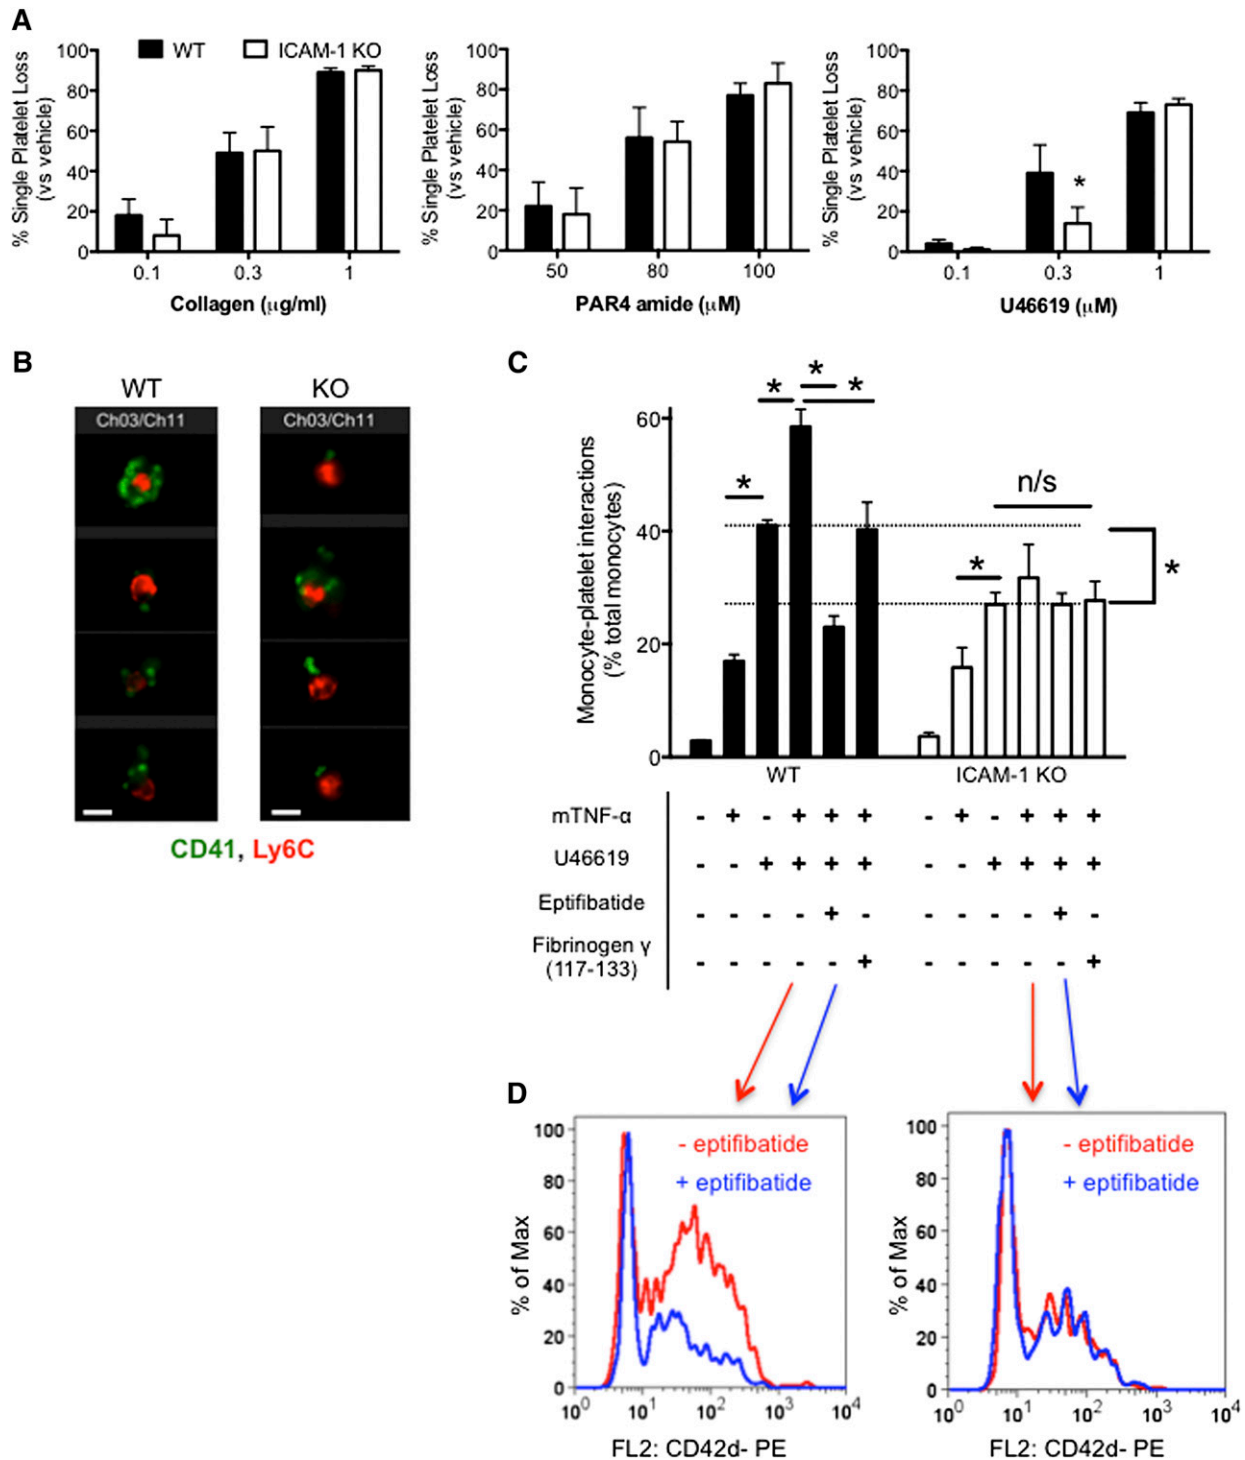 A
WT
ICAM-1 KO
% Single Platelet Loss
(vs vehicle)
100
80
60
40
20
0
0.1
0.3
1
Collagen (μg/ml)
% Single Platelet Loss
(vs vehicle)
100
80
60
40
20
0
50
80
100
PAR4 amide (μM)
% Single Platelet Loss
(vs vehicle)
100
80
60
40
20
0
*
0.1
0.3
1
U46619 (μM)
B
WT
KO
Ch03/Ch11
Ch03/Ch11
CD41, Ly6C
C
Monocyte-platelet interactions
(% total monocytes)
60
40
20
0
*
*
*
*
n/s
*
*
WT
ICAM-1 KO
mTNF-α - + - + + + - + - + + +
U46619 - - + + + + - - + + + +
Eptifibatide - - - - + - - - - - + -
Fibrinogen γ
(117-133) - - - - - + - - - - - +
D
% of Max
100
80
60
40
20
0
- eptifibatide
+ eptifibatide
10⁰ 10¹ 10² 10³ 10⁴
FL2: CD42d- PE
% of Max
100
80
60
40
20
0
- eptifibatide
+ eptifibatide
10⁰ 10¹ 10² 10³ 10⁴
FL2: CD42d- PE